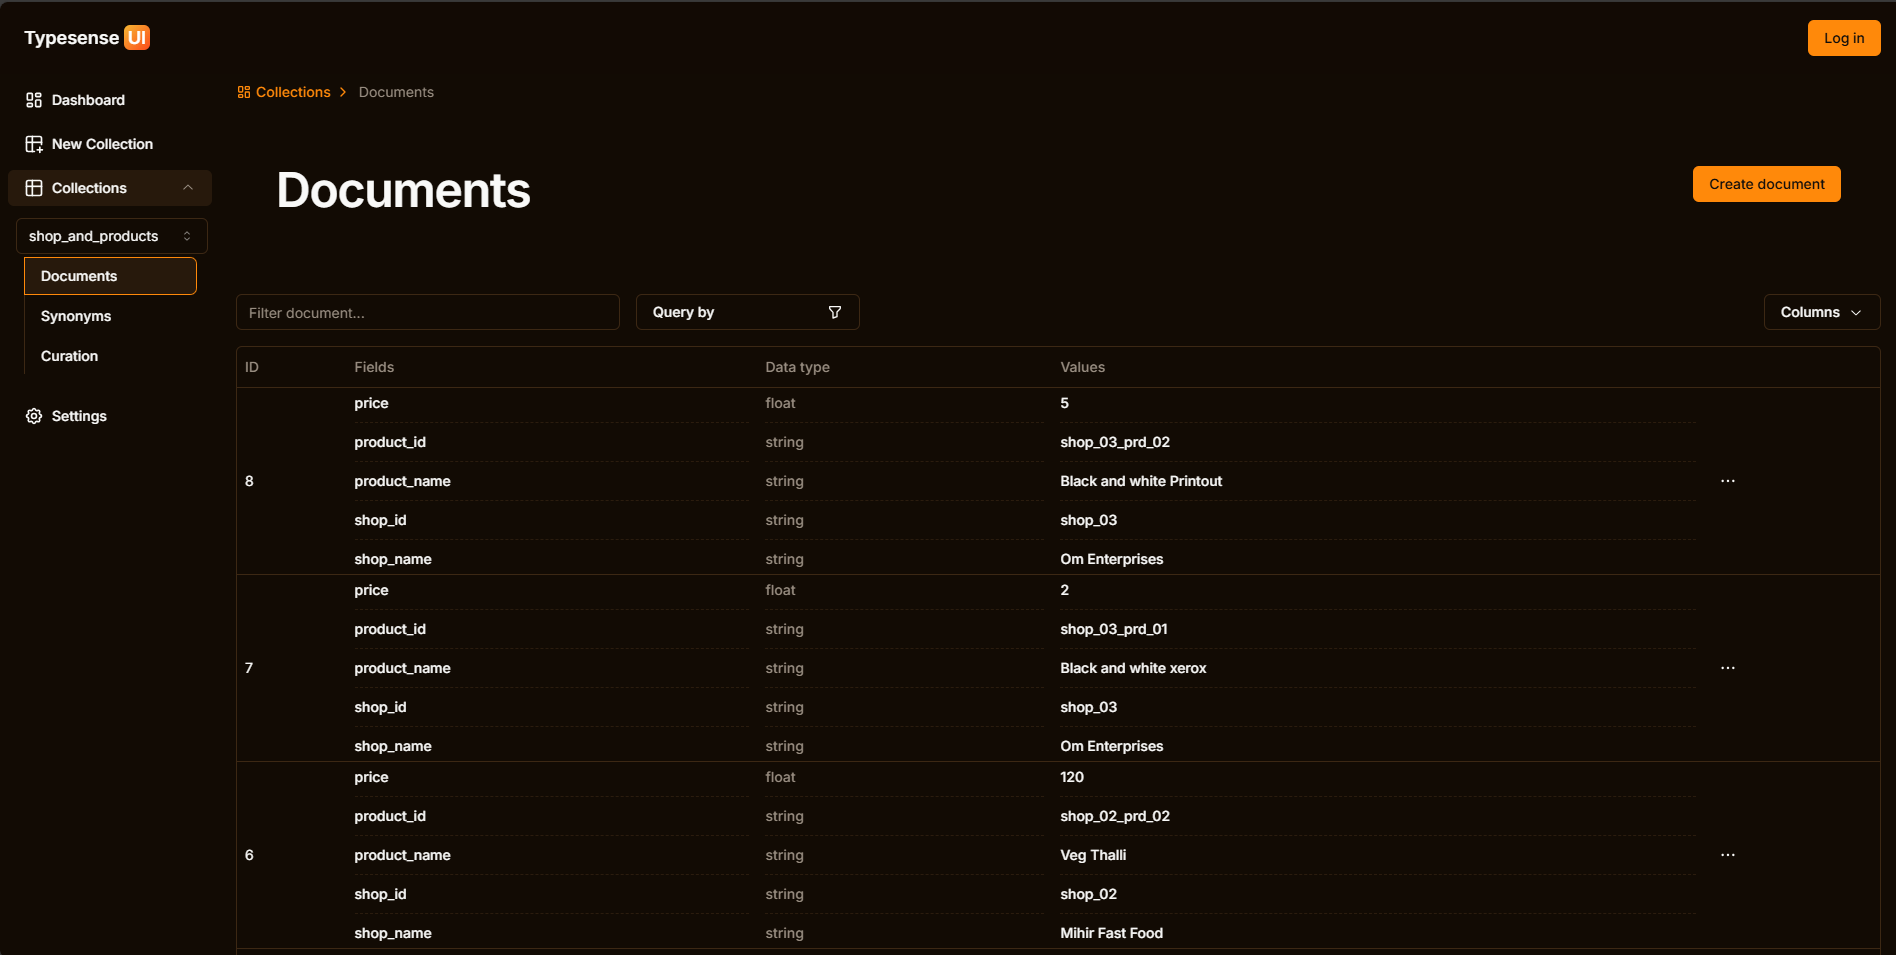 Typesense UI
Log in
Dashboard
New Collection
Collections
shop_and_products
Documents
Synonyms
Curation
Settings
Collections > Documents
Documents
Create document
Filter document...
Query by
Columns
ID Fields Data type Values
price float 5
product_id string shop_03_prd_02
8 product_name string Black and white Printout ...
shop_id string shop_03
shop_name string Om Enterprises
price float 2
product_id string shop_03_prd_01
7 product_name string Black and white xerox ...
shop_id string shop_03
shop_name string Om Enterprises
price float 120
product_id string shop_02_prd_02
6 product_name string Veg Thalli ...
shop_id string shop_02
shop_name string Mihir Fast Food